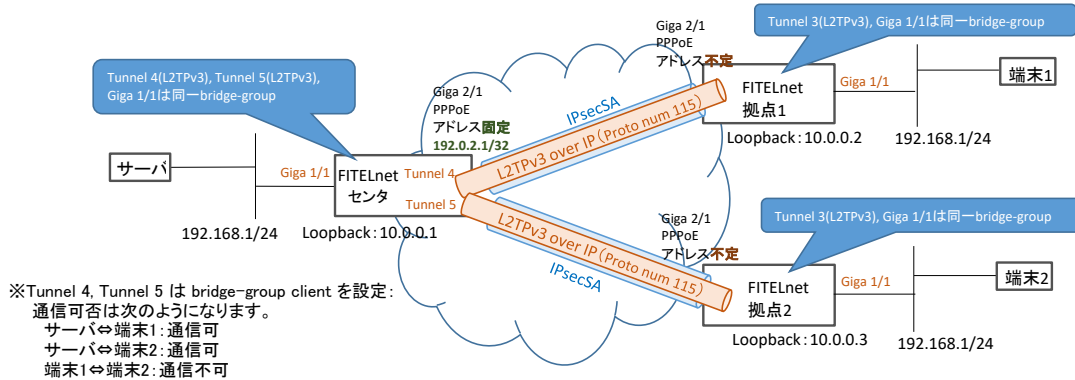 Tunnel 3(L2TPv3), Giga 1/1は同一bridge-group
Giga 2/1
PPPoE
アドレス不定
Giga 1/1
端末1
FITELnet
拠点1
Loopback：10.0.0.2
192.168.1/24
Tunnel 4(L2TPv3), Tunnel 5(L2TPv3),
Giga 1/1は同一bridge-group
Giga 2/1
PPPoE
アドレス固定
192.0.2.1/32
IPsecSA
L2TPv3 over IP（Proto num 115）
サーバ
Giga 1/1
FITELnet
センタ
Tunnel 4
Tunnel 5
192.168.1/24
Loopback：10.0.0.1
L2TPv3 over IP（Proto num 115）
IPsecSA
Giga 2/1
PPPoE
アドレス不定
Tunnel 3(L2TPv3), Giga 1/1は同一bridge-group
Giga 1/1
端末2
FITELnet
拠点2
Loopback：10.0.0.3
192.168.1/24
※Tunnel 4, Tunnel 5 は bridge-group client を設定：
通信可否は次のようになります。
サーバ⇔端末1：通信可
サーバ⇔端末2：通信可
端末1⇔端末2：通信不可